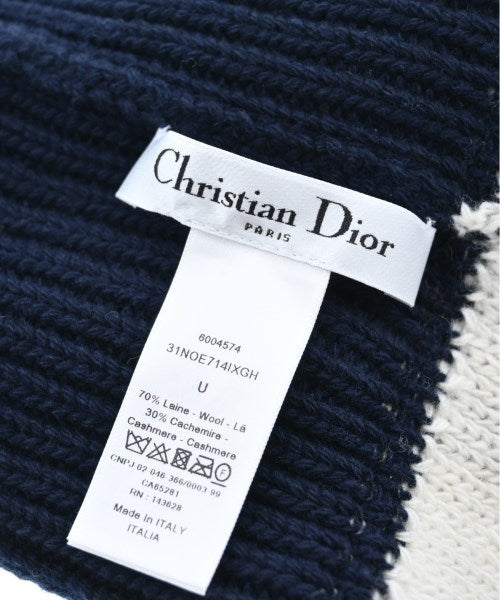 Christian Dior
PARIS
6004574
31NOE714IXGH
U
70% Laine - Wool - Lã
30% Cachemire -
Cashmere - Cashmere
F
CNPJ 02 046 366/0003 99
CA65281
RN : 143628
Made In ITALY
ITALIA